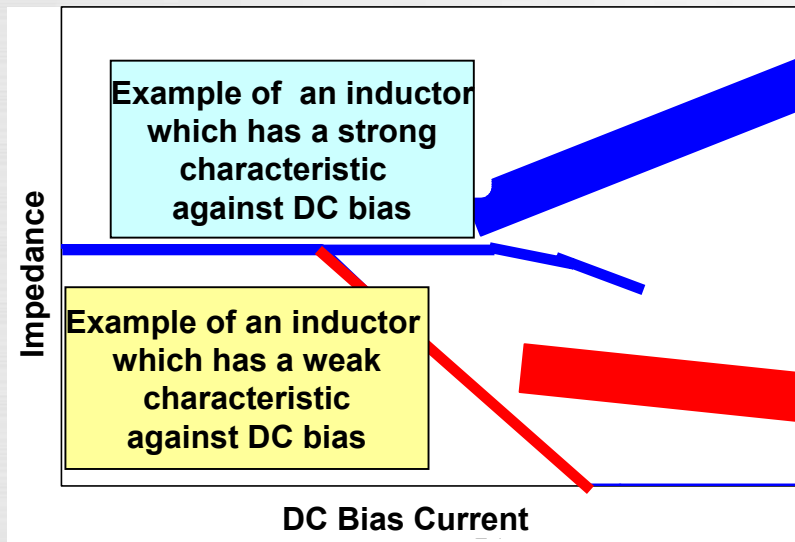 Example of an inductor
which has a strong
characteristic
against DC bias
Impedance
Example of an inductor
which has a weak
characteristic
against DC bias
DC Bias Current